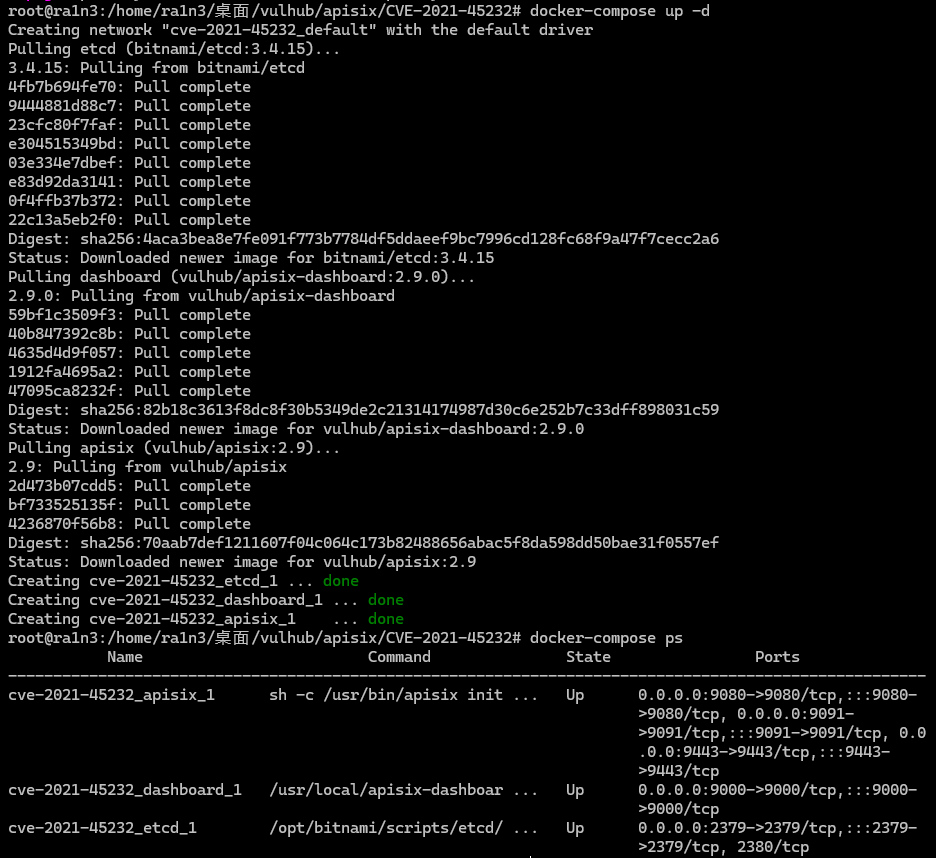 root@ra1n3:/home/ra1n3/桌面/vulhub/apisix/CVE-2021-45232# docker-compose up -d
Creating network "cve-2021-45232_default" with the default driver
Pulling etcd (bitnami/etcd:3.4.15)...
3.4.15: Pulling from bitnami/etcd
4fb7b694fe70: Pull complete
9444881d88c7: Pull complete
23cfc80f7faf: Pull complete
e304515349bd: Pull complete
03e334e7dbef: Pull complete
e83d92da3141: Pull complete
0f4ffb37b372: Pull complete
22c13a5eb2f0: Pull complete
Digest: sha256:4aca3bea8e7fe091f773b7784df5ddaeef9bc7996cd128fc68f9a47f7cecc2a6
Status: Downloaded newer image for bitnami/etcd:3.4.15
Pulling dashboard (vulhub/apisix-dashboard:2.9.0)...
2.9.0: Pulling from vulhub/apisix-dashboard
59bf1c3509f3: Pull complete
40b847392c8b: Pull complete
4635d4d9f057: Pull complete
1912fa4695a2: Pull complete
47095ca8232f: Pull complete
Digest: sha256:82b18c3613f8dc8f30b5349de2c21314174987d30c6e252b7c33dff898031c59
Status: Downloaded newer image for vulhub/apisix-dashboard:2.9.0
Pulling apisix (vulhub/apisix:2.9)...
2.9: Pulling from vulhub/apisix
2d473b07cdd5: Pull complete
bf733525135f: Pull complete
4236870f56b8: Pull complete
Digest: sha256:70aab7def1211607f04c064c173b82488656abac5f8da598dd50bae31f0557ef
Status: Downloaded newer image for vulhub/apisix:2.9
Creating cve-2021-45232_etcd_1 ... done
Creating cve-2021-45232_dashboard_1 ... done
Creating cve-2021-45232_apisix_1    ... done
root@ra1n3:/home/ra1n3/桌面/vulhub/apisix/CVE-2021-45232# docker-compose ps
Name Command State Ports
------------------------------------------------------------------------------------------------------
cve-2021-45232_apisix_1 sh -c /usr/bin/apisix init ... Up 0.0.0.0:9080->9080/tcp,:::9080-
>9080/tcp, 0.0.0.0:9091-
>9091/tcp,:::9091->9091/tcp, 0.0
.0.0:9443->9443/tcp,:::9443-
>9443/tcp
cve-2021-45232_dashboard_1 /usr/local/apisix-dashboar ... Up 0.0.0.0:9000->9000/tcp,:::9000-
>9000/tcp
cve-2021-45232_etcd_1 /opt/bitnami/scripts/etcd/ ... Up 0.0.0.0:2379->2379/tcp,:::2379-
>2379/tcp, 2380/tcp